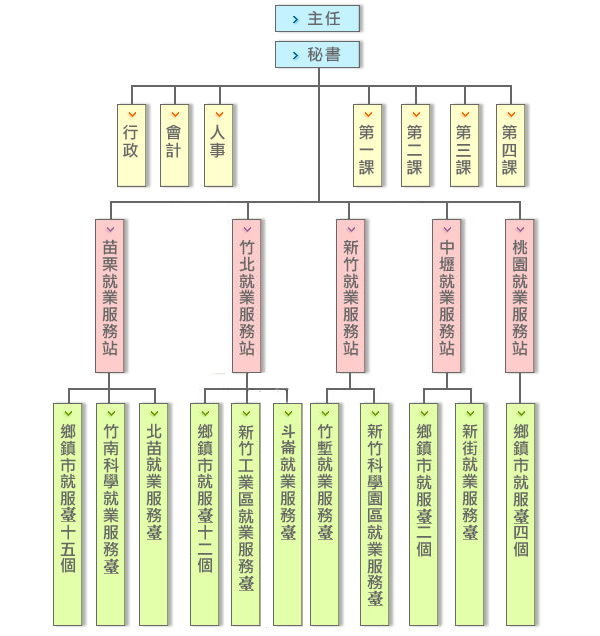 主任
秘書
行政
會計
人事
第一課
第二課
第三課
第四課
苗栗就業服務站
竹北就業服務站
新竹就業服務站
中壢就業服務站
桃園就業服務站
鄉鎮市就服臺十五個
竹南科學就業服務臺
北苗就業服務臺
鄉鎮市就服臺十二個
新竹工業區就業服務臺
斗崙就業服務臺
竹塹就業服務臺
新竹科學園區就業服務臺
鄉鎮市就服臺二個
新街就業服務臺
鄉鎮市就服臺四個